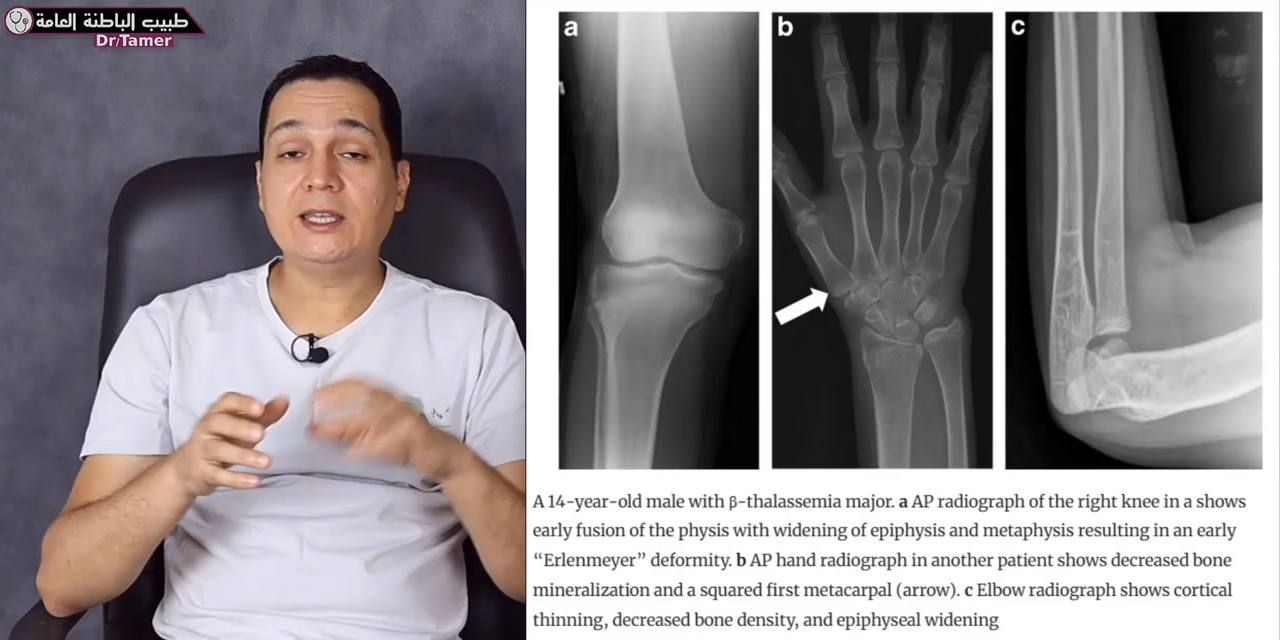 طبيب الباطنة العامة
Dr/Tamer
a
b
c
A 14-year-old male with β-thalassemia major. a AP radiograph of the right knee in a shows
early fusion of the physis with widening of epiphysis and metaphysis resulting in an early
“Erlenmeyer” deformity. b AP hand radiograph in another patient shows decreased bone
mineralization and a squared first metacarpal (arrow). c Elbow radiograph shows cortical
thinning, decreased bone density, and epiphyseal widening